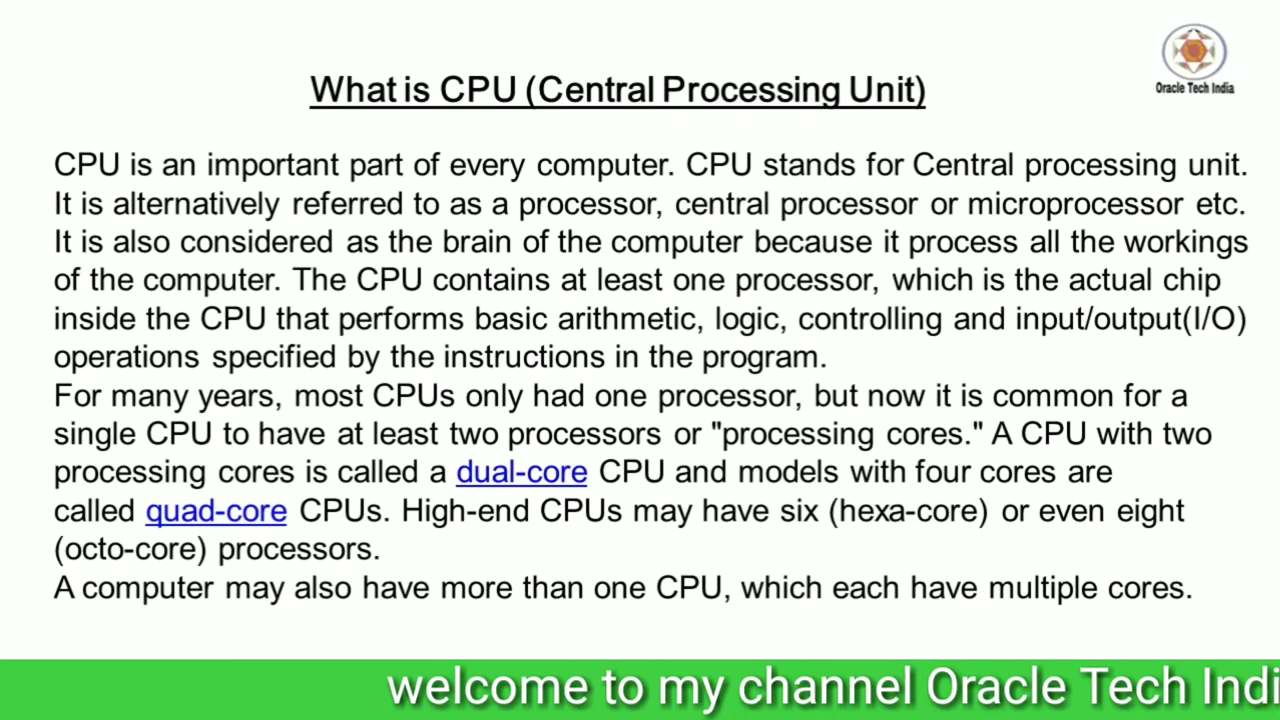 Oracle Tech India
What is CPU (Central Processing Unit)
CPU is an important part of every computer. CPU stands for Central processing unit.
It is alternatively referred to as a processor, central processor or microprocessor etc.
It is also considered as the brain of the computer because it process all the workings
of the computer. The CPU contains at least one processor, which is the actual chip
inside the CPU that performs basic arithmetic, logic, controlling and input/output(I/O)
operations specified by the instructions in the program.
For many years, most CPUs only had one processor, but now it is common for a
single CPU to have at least two processors or "processing cores." A CPU with two
processing cores is called a dual-core CPU and models with four cores are
called quad-core CPUs. High-end CPUs may have six (hexa-core) or even eight
(octo-core) processors.
A computer may also have more than one CPU, which each have multiple cores.
welcome to my channel Oracle Tech Indi